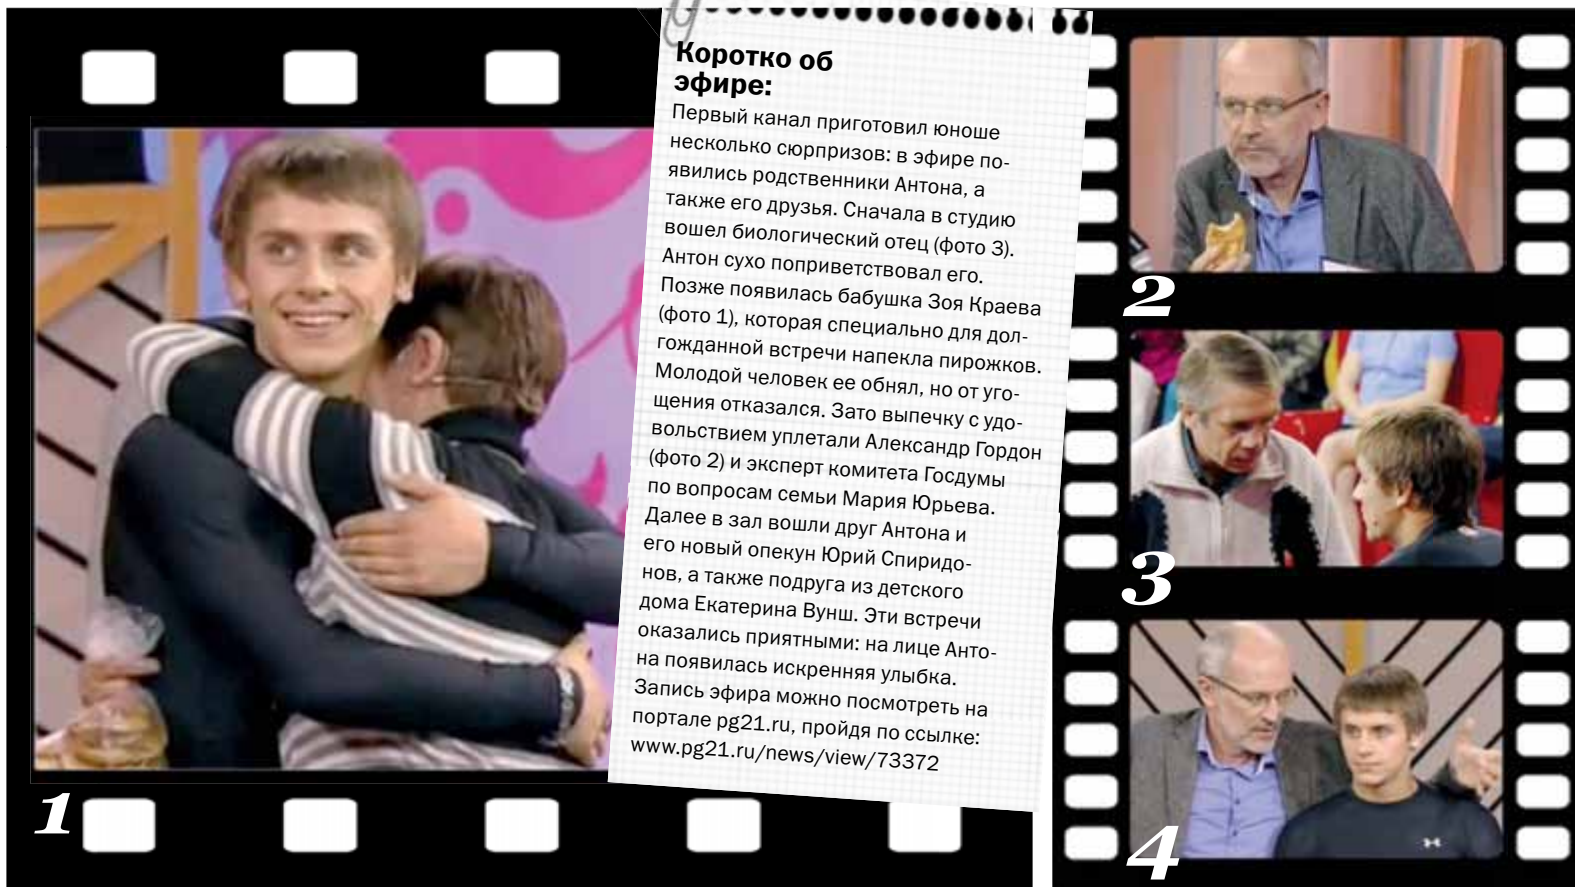 Коротко об
эфире:
Первый канал приготовил юноше
несколько сюрпризов: в эфире по-
явились родственники Антона, а
также его друзья. Сначала в студию
вошел биологический отец (фото 3).
Антон сухо поприветствовал его.
Позже появилась бабушка Зоя Краева
(фото 1), которая специально для дол-
гожданной встречи напекла пирожков.
Молодой человек ее обнял, но от уго-
щения отказался. Зато выпечку с удо-
вольствием уплетали Александр Гордон
(фото 2) и эксперт комитета Госдумы
по вопросам семьи Мария Юрьева.
Далее в зал вошли друг Антона и
его новый опекун Юрий Спиридо-
нов, а также подруга из детского
дома Екатерина Вунш. Эти встречи
оказались приятными: на лице Анто-
на появилась искренняя улыбка.
Запись эфира можно посмотреть на
портале pg21.ru, пройдя по ссылке:
www.pg21.ru/news/view/73372
1
2
3
4